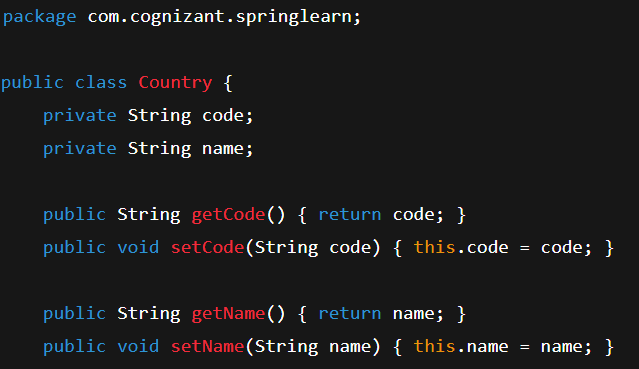 package com.cognizant.springlearn;
public class Country {
    private String code;
    private String name;
    public String getCode() { return code; }
    public void setCode(String code) { this.code = code; }
    public String getName() { return name; }
    public void setName(String name) { this.name = name; }